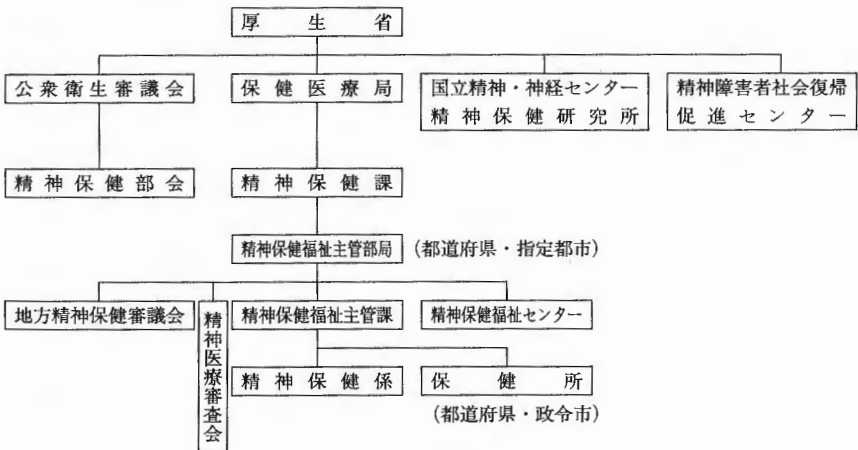 厚生省
公衆衛生審議会
保健医療局
国立精神・神経センター
精神保健研究所
精神障害者社会復帰
促進センター
精神保健部会
精神保健課
精神保健福祉主管部局
(都道府県・指定都市)
地方精神保健審議会
精神医療審査会
精神保健福祉主管課
精神保健福祉センター
精神保健係
保健所
(都道府県・政令市)